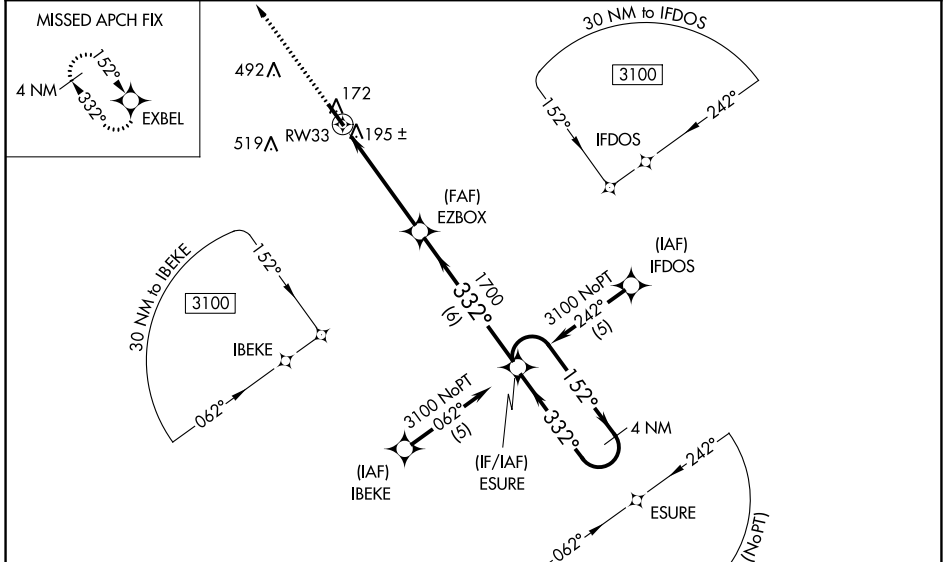 MISSED APCH FIX
152°
4 NM
332°
EXBEL
492
172
RW33
195 ±
519
30 NM to IFDOS
3100
152°
242°
IFDOS
(FAF)
EZBOX
30 NM to IBEKE
152°
3100
IBEKE
062°
1700
332°
(6)
(IAF)
IFDOS
3100 NoPT
242°
(5)
152°
332°
4 NM
3100 NoPT
062°
(5)
(IAF)
IBEKE
(IF/IAF)
ESURE
242°
ESURE
062°
(NoPT)